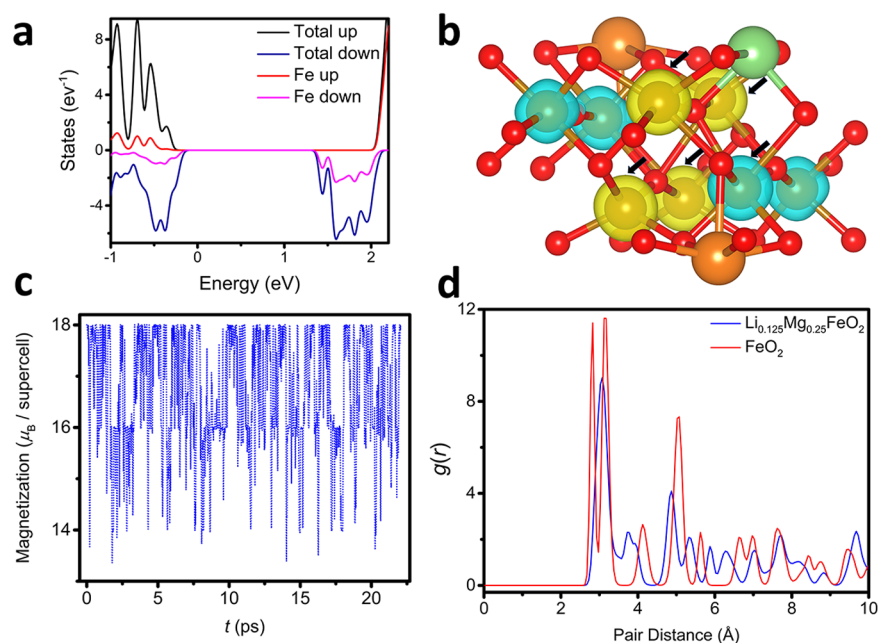 a
Total up
Total down
Fe up
Fe down
States (eV⁻¹)
8
4
0
-4
-1
0
1
2
Energy (eV)
b
c
Magnetization (μB / supercell)
18
16
14
0
5
10
15
20
t (ps)
d
Li0.125Mg0.25FeO2
FeO2
g(r)
12
8
4
0
0
2
4
6
8
10
Pair Distance (Å)